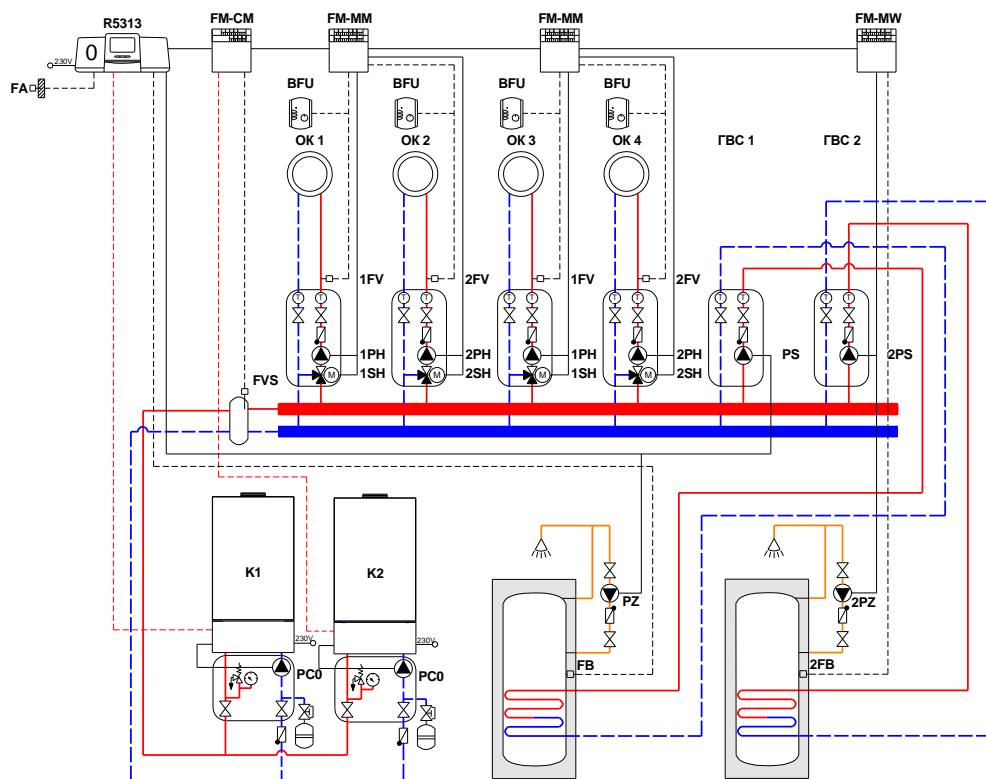 R5313
FM-CM
FM-MM
FM-MM
FM-MW
0
230V
FA
BFU
BFU
BFU
BFU
ОК 1
ОК 2
ОК 3
ОК 4
ГВС 1
ГВС 2
1FV
2FV
1FV
2FV
T
T
T
T
T
T
T
T
T
T
T
T
1PH
2PH
1PH
2PH
PS
2PS
1SH
2SH
1SH
2SH
M
M
M
M
FVS
K1
K2
230V
230V
PC0
PC0
PZ
2PZ
FB
2FB